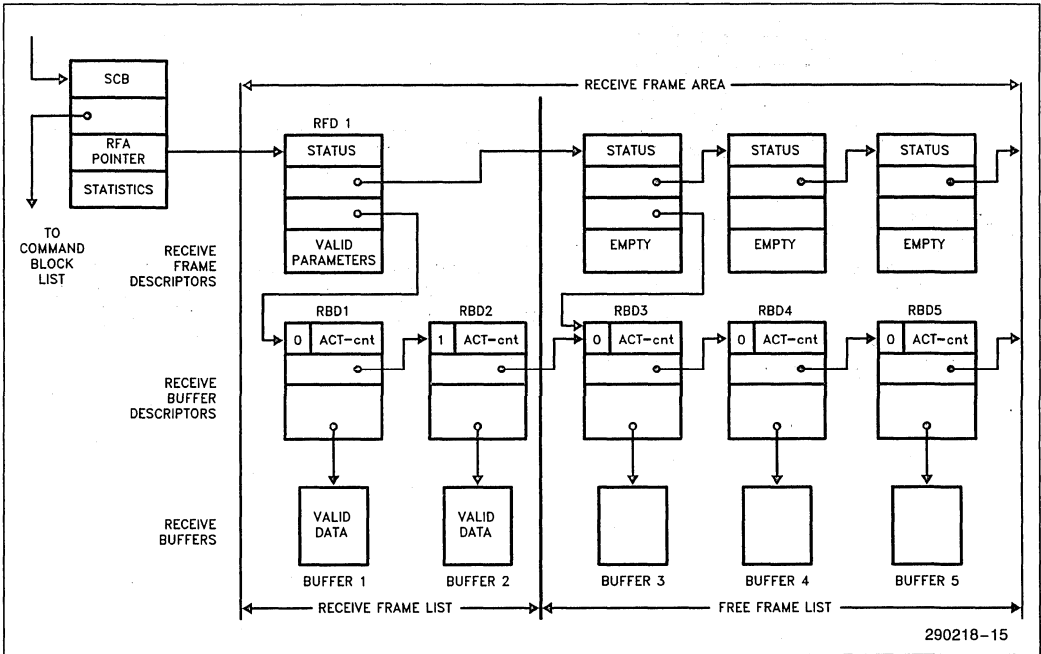 SCB
RFA
POINTER
STATISTICS
TO
COMMAND
BLOCK
LIST
RECEIVE FRAME AREA
RFD 1
STATUS
VALID
PARAMETERS
STATUS
EMPTY
STATUS
EMPTY
STATUS
EMPTY
RECEIVE
FRAME
DESCRIPTORS
RBD1
0 ACT-cnt
RBD2
1 ACT-cnt
RBD3
0 ACT-cnt
RBD4
0 ACT-cnt
RBD5
0 ACT-cnt
RECEIVE
BUFFER
DESCRIPTORS
RECEIVE
BUFFERS
VALID
DATA
VALID
DATA
BUFFER 1
BUFFER 2
BUFFER 3
BUFFER 4
BUFFER 5
RECEIVE FRAME LIST
FREE FRAME LIST
290218-15